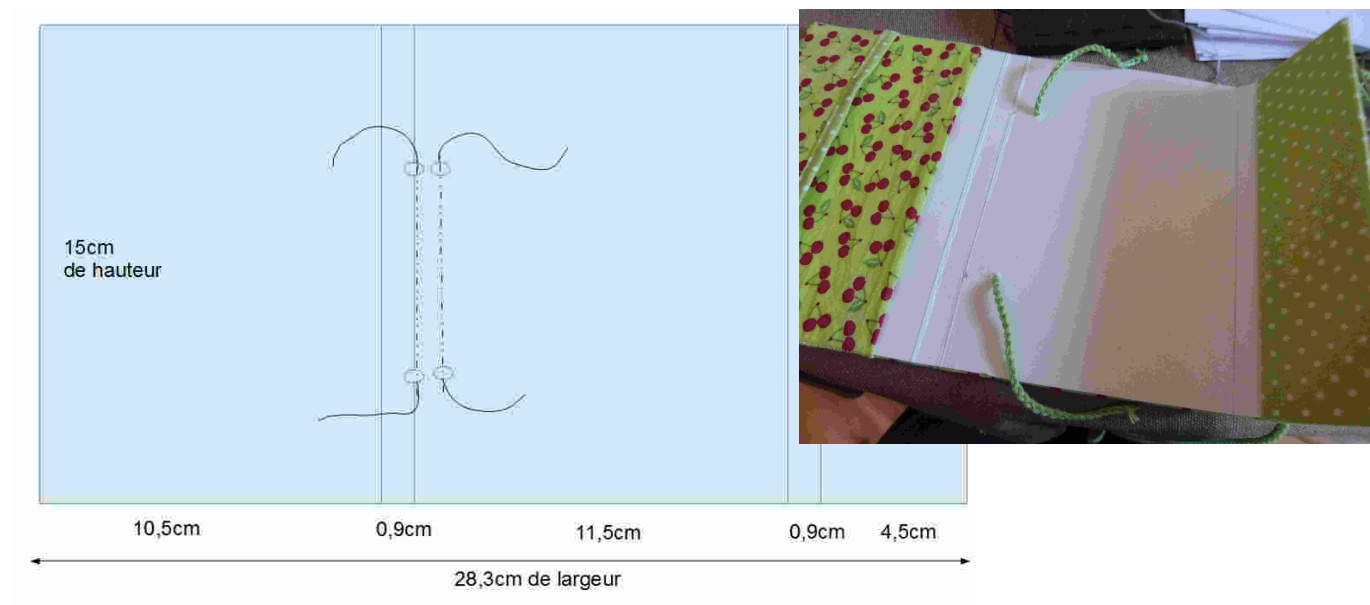 15cm
de hauteur
10,5cm
0,9cm
11,5cm
0,9cm
4,5cm
28,3cm de largeur